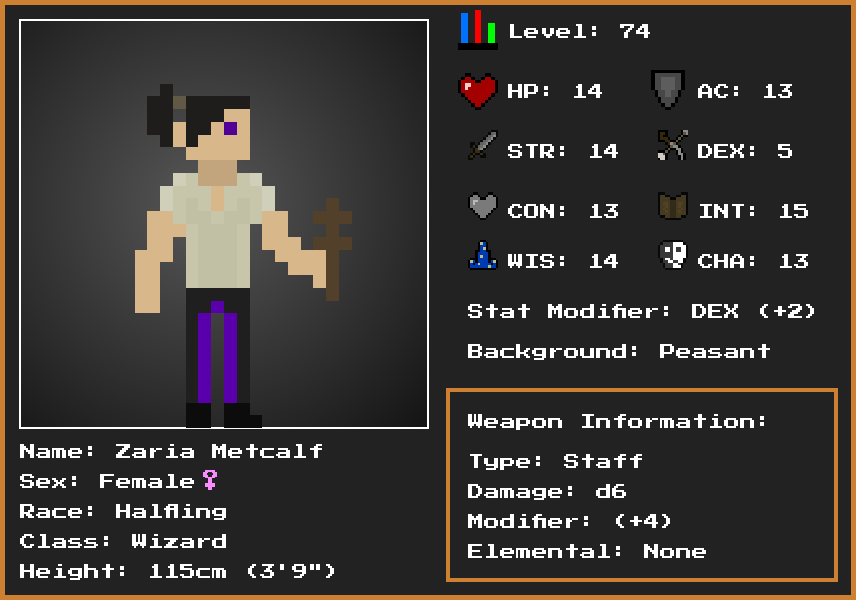 Level: 74
HP: 14
AC: 13
STR: 14
DEX: 5
CON: 13
INT: 15
WIS: 14
CHA: 13
Stat Modifier: DEX (+2)
Background: Peasant
Weapon Information:
Type: Staff
Damage: d6
Modifier: (+4)
Elemental: None
Name: Zaria Metcalf
Sex: Female♀
Race: Halfling
Class: Wizard
Height: 115cm (3'9")